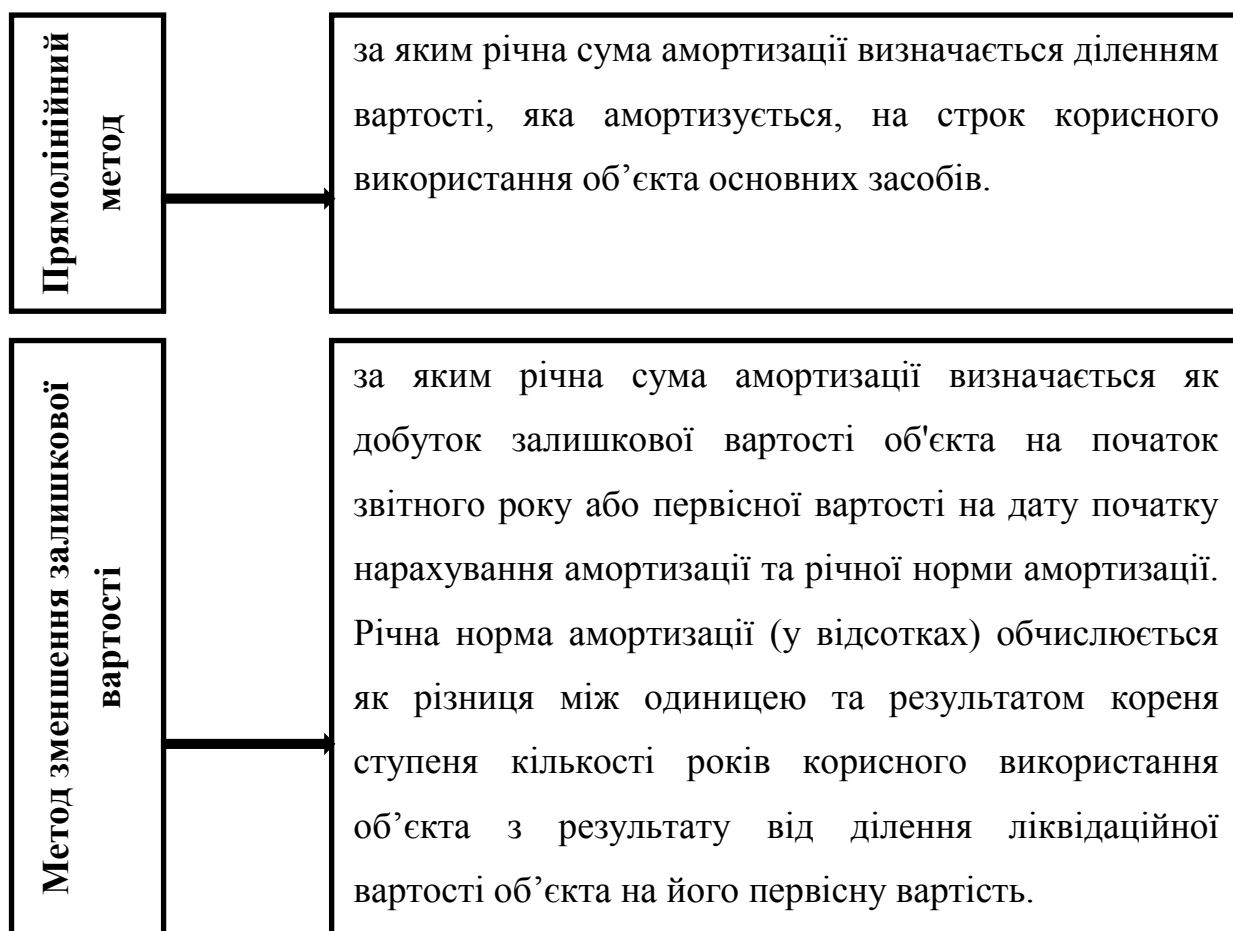 Прямолінійний
метод
за яким річна сума амортизації визначається діленням
вартості, яка амортизується, на строк корисного
використання об’єкта основних засобів.
Метод зменшення залишкової
вартості
за яким річна сума амортизації визначається як
добуток залишкової вартості об'єкта на початок
звітного року або первісної вартості на дату початку
нарахування амортизації та річної норми амортизації.
Річна норма амортизації (у відсотках) обчислюється
як різниця між одиницею та результатом кореня
ступеня кількості років корисного використання
об’єкта з результату від ділення ліквідаційної
вартості об’єкта на його первісну вартість.